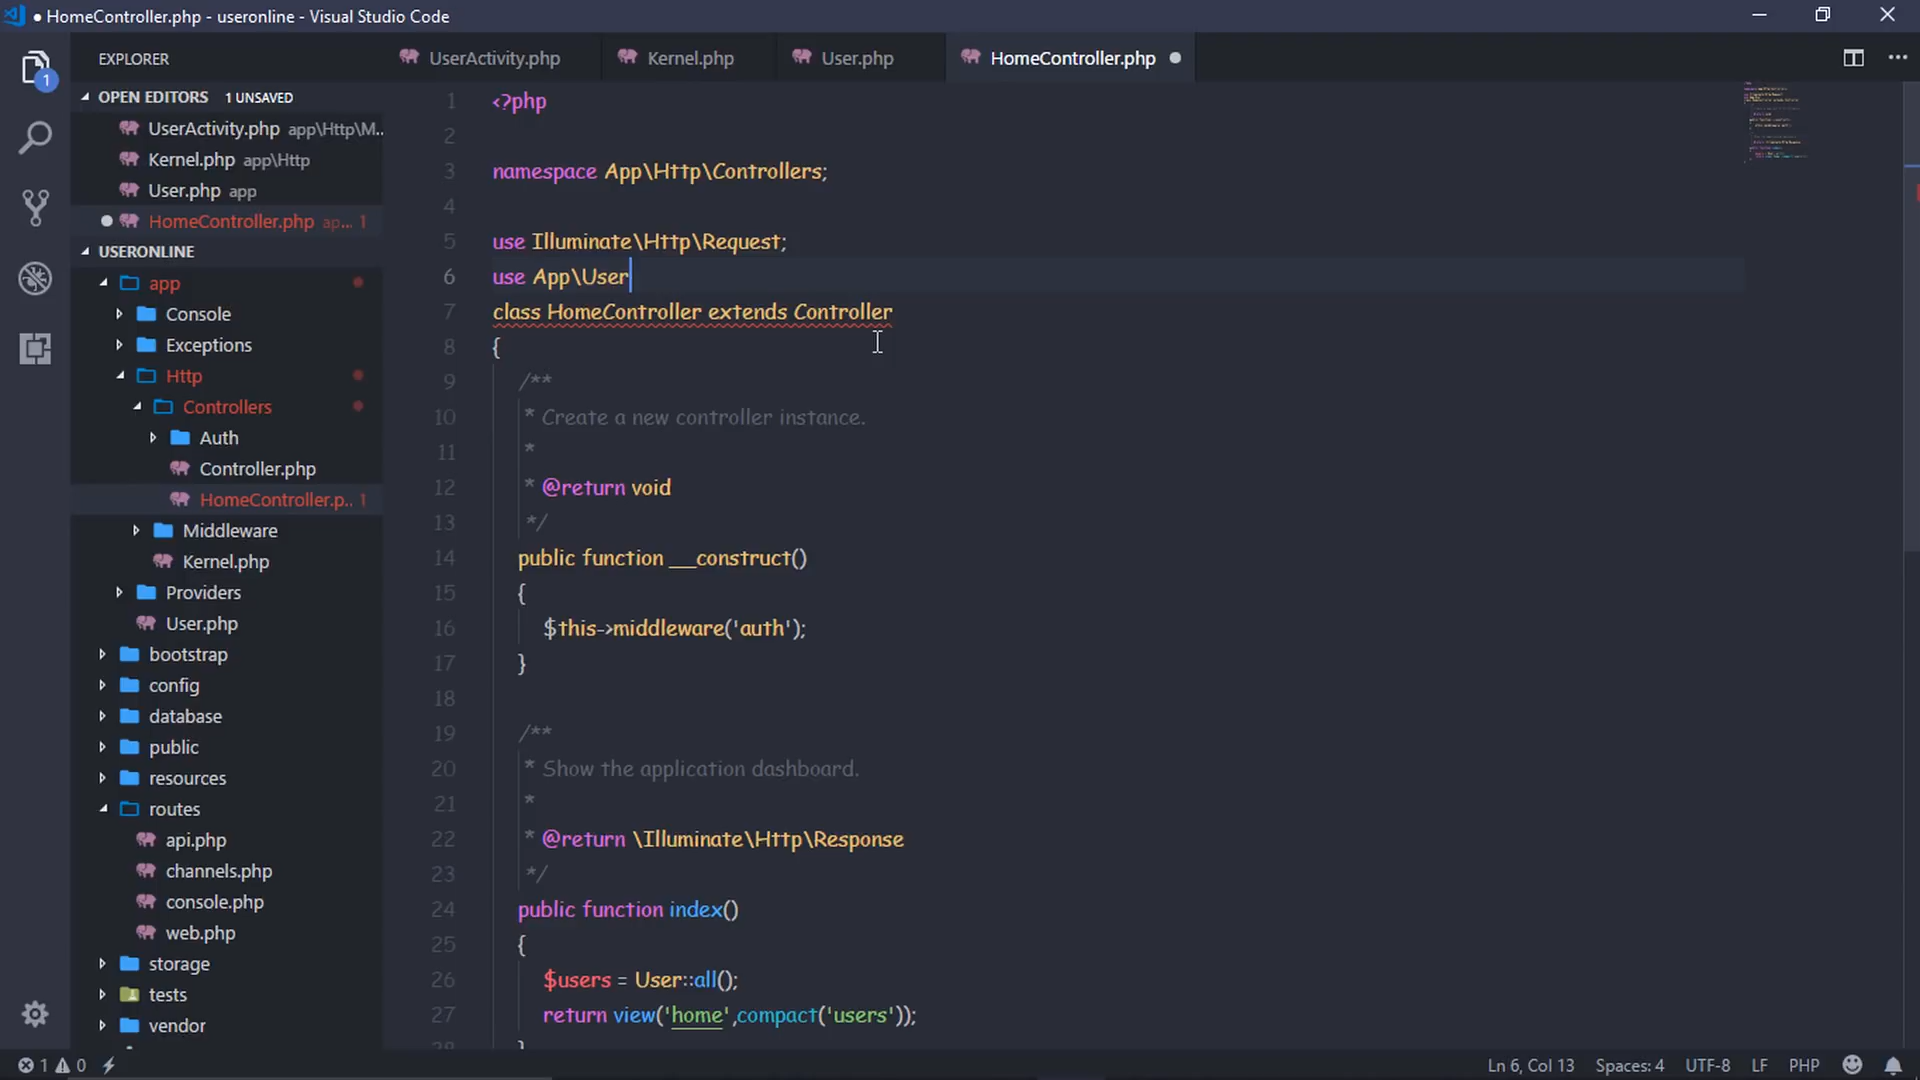 HomeController.php - useronline - Visual Studio Code
EXPLORER
UserActivity.php
Kernel.php
User.php
HomeController.php
1
OPEN EDITORS 1 UNSAVED
UserActivity.php app\Http\M..
Kernel.php app\Http
User.php app
HomeController.php ap... 1
USERONLINE
app
Console
Exceptions
Http
Controllers
Auth
Controller.php
HomeController.p.. 1
Middleware
Kernel.php
Providers
User.php
bootstrap
config
database
public
resources
routes
api.php
channels.php
console.php
web.php
storage
tests
vendor
1 <?php
2
3 namespace App\Http\Controllers;
4
5 use Illuminate\Http\Request;
6 use App\User
7 class HomeController extends Controller
8 {
9 /**
10 * Create a new controller instance.
11 *
12 * @return void
13 */
14 public function __construct()
15 {
16 $this->middleware('auth');
17 }
18
19 /**
20 * Show the application dashboard.
21 *
22 * @return \Illuminate\Http\Response
23 */
24 public function index()
25 {
26 $users = User::all();
27 return view('home',compact('users'));
28 }
1 0
Ln 6, Col 13 Spaces: 4 UTF-8 LF PHP